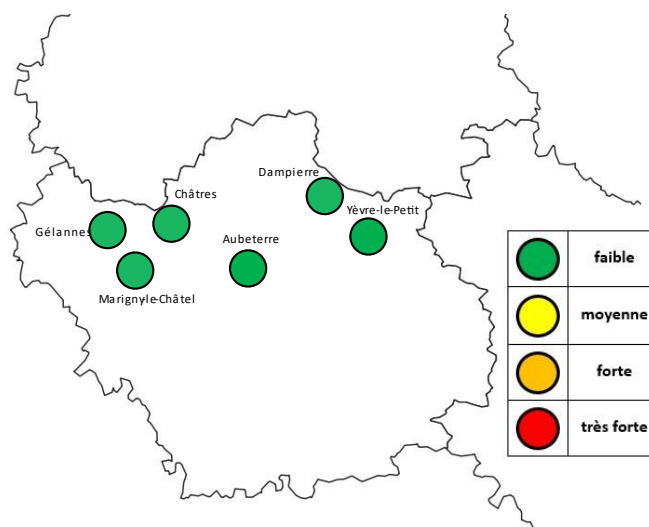 Dampierre
Châtres
Yèvre-le-Petit
Gélannes
Aubeterre
Marignyle-Châtel
faible
moyenne
forte
très forte